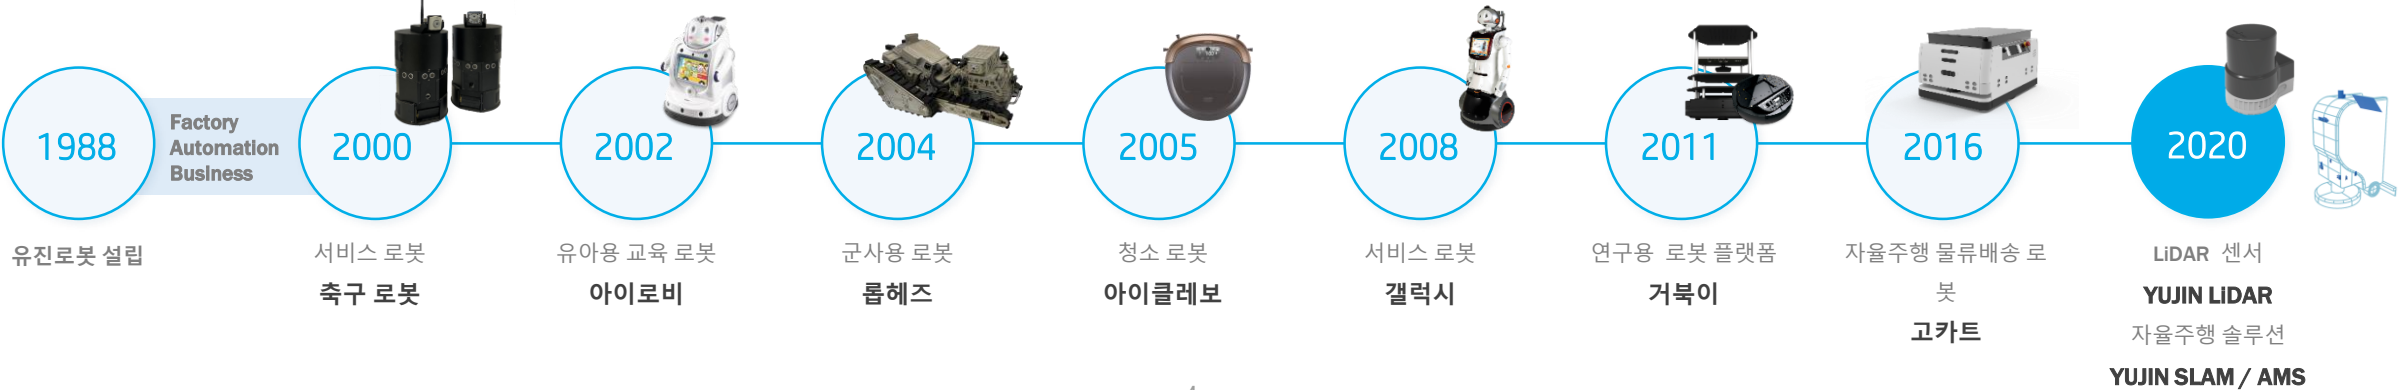 1988
Factory
Automation
Business
2000
2002
2004
2005
2008
2011
2016
2020
유진로봇 설립
서비스 로봇
축구 로봇
유아용 교육 로봇
아이로비
군사용 로봇
롭헤즈
청소 로봇
아이클레보
서비스 로봇
갤럭시
연구용 로봇 플랫폼
거북이
자율주행 물류배송 로
봇
고카트
LiDAR 센서
YUJIN LiDAR
자율주행 솔루션
YUJIN SLAM / AMS